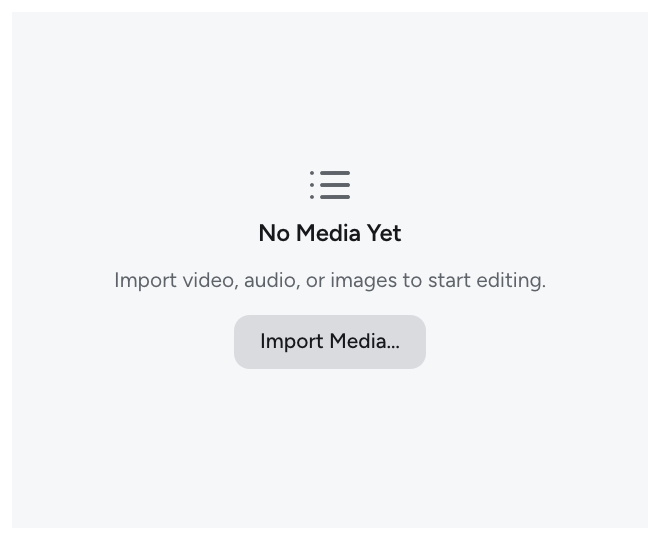 No Media Yet
Import video, audio, or images to start editing.
Import Media...